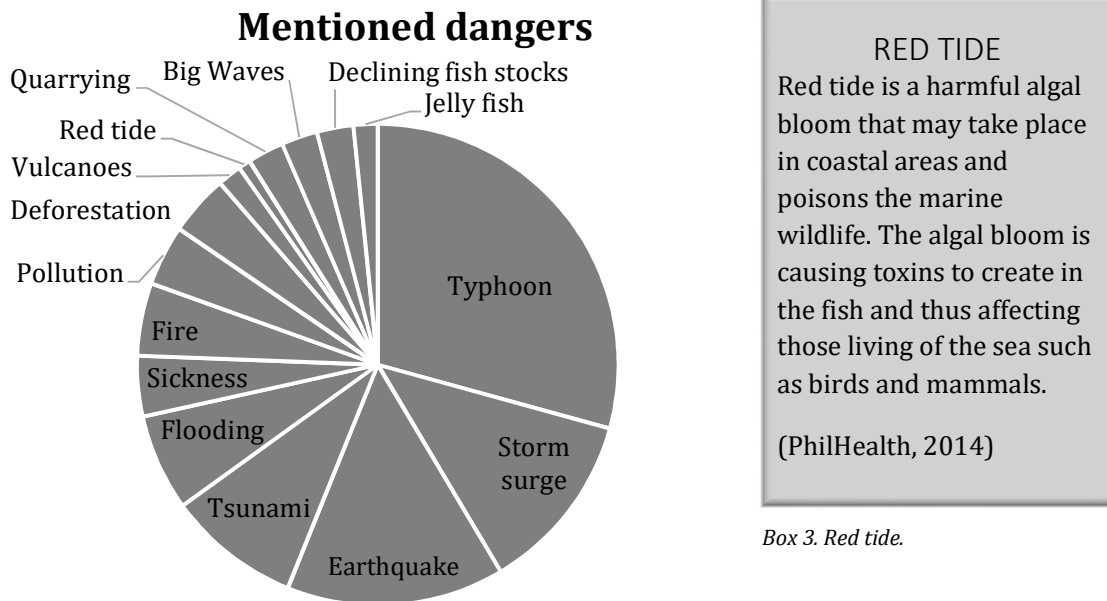 Mentioned dangers
Quarrying
Big Waves
Declining fish stocks
Jelly fish
Red tide
Vulcanoes
Deforestation
Pollution
Typhoon
Fire
Sickness
Flooding
Storm
surge
Tsunami
Earthquake
RED TIDE
Red tide is a harmful algal
bloom that may take place
in coastal areas and
poisons the marine
wildlife. The algal bloom is
causing toxins to create in
the fish and thus affecting
those living of the sea such
as birds and mammals.
(PhilHealth, 2014)
Box 3. Red tide.